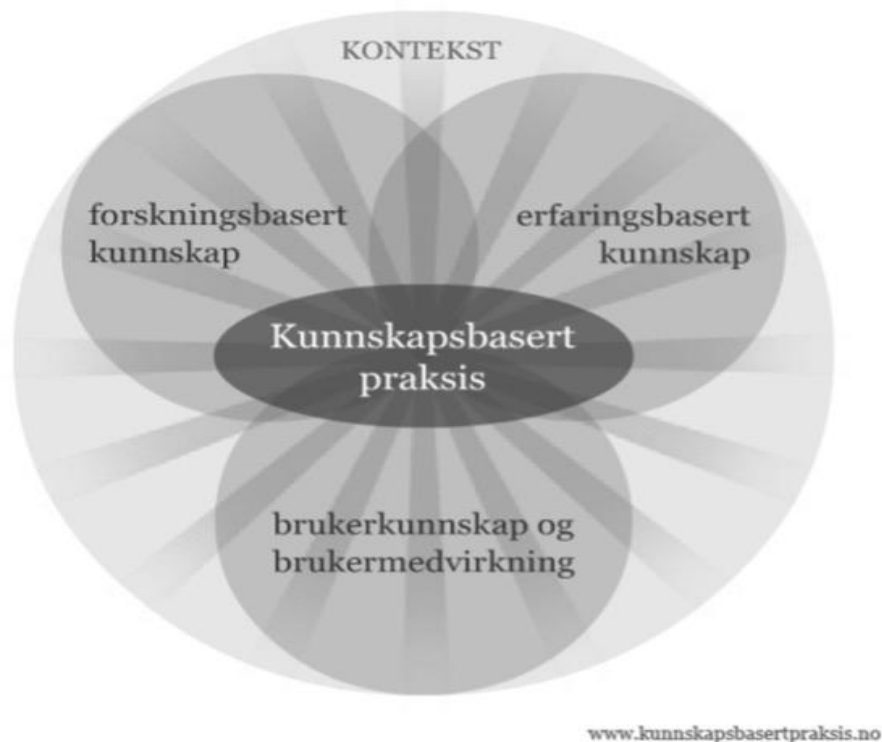 KONTEKST
forskningsbasert
kunnskap
erfaringsbasert
kunnskap
Kunnskapsbasert
praksis
brukerkunnskap og
brukermedvirkning
www.kunnskapsbasertpraksis.no